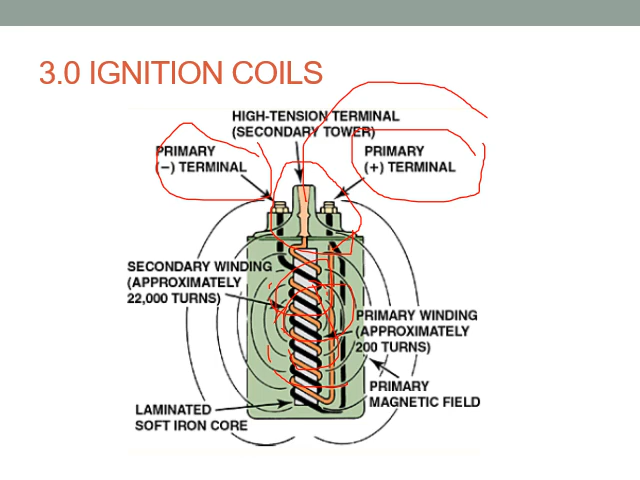 3.0 IGNITION COILS
HIGH-TENSION TERMINAL
(SECONDARY TOWER)
PRIMARY
(−) TERMINAL
PRIMARY
(+) TERMINAL
SECONDARY WINDING
(APPROXIMATELY
22,000 TURNS)
PRIMARY WINDING
(APPROXIMATELY
200 TURNS)
PRIMARY
MAGNETIC FIELD
LAMINATED
SOFT IRON CORE